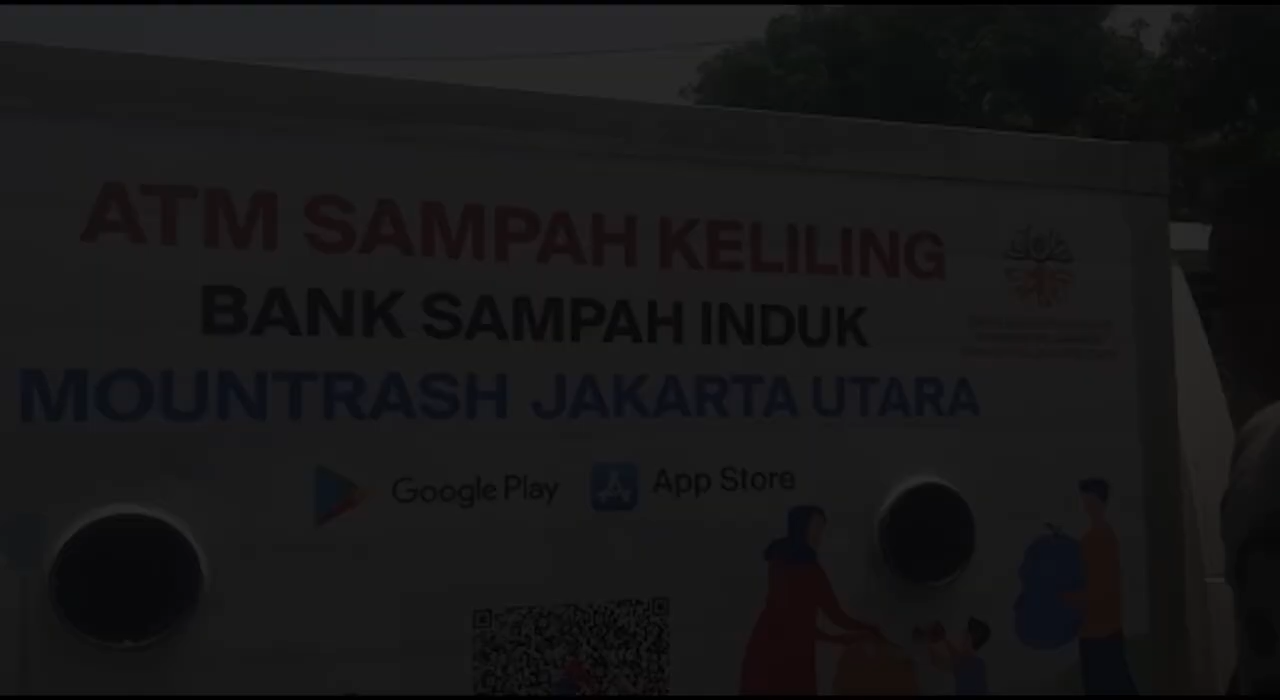 ATM SAMPAH KELILING
BANK SAMPAH INDUK
MOUNTRASH JAKARTA UTARA
Google Play App Store